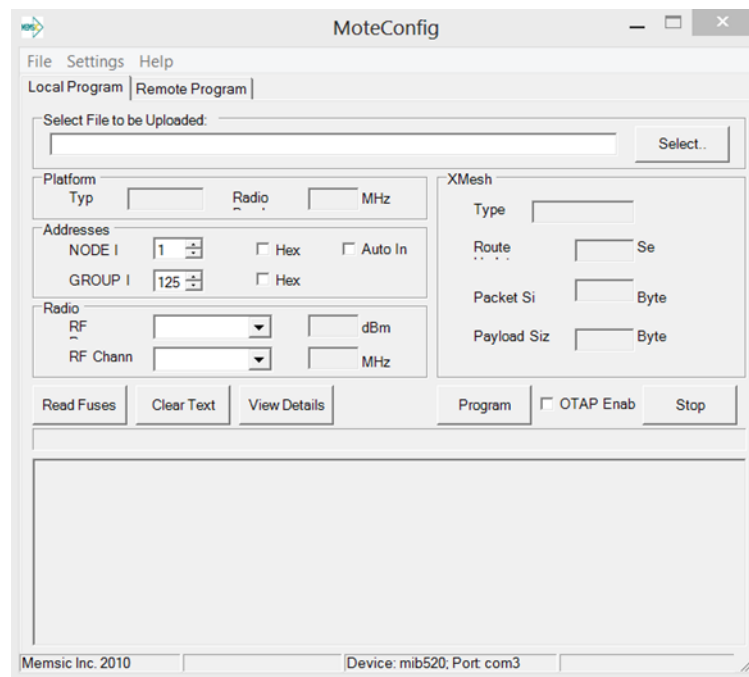 MoteConfig
File Settings Help
Local Program Remote Program
Select File to be Uploaded:
Select..
Platform
Typ Radio MHz
XMesh
Type
Addresses
NODE I 1 Hex Auto In
Route Se
GROUP I 125 Hex
Packet Si Byte
Radio
RF dBm
Payload Siz Byte
RF Chann MHz
Read Fuses Clear Text View Details Program OTAP Enab Stop
Memsic Inc. 2010 Device: mib520; Port: com3